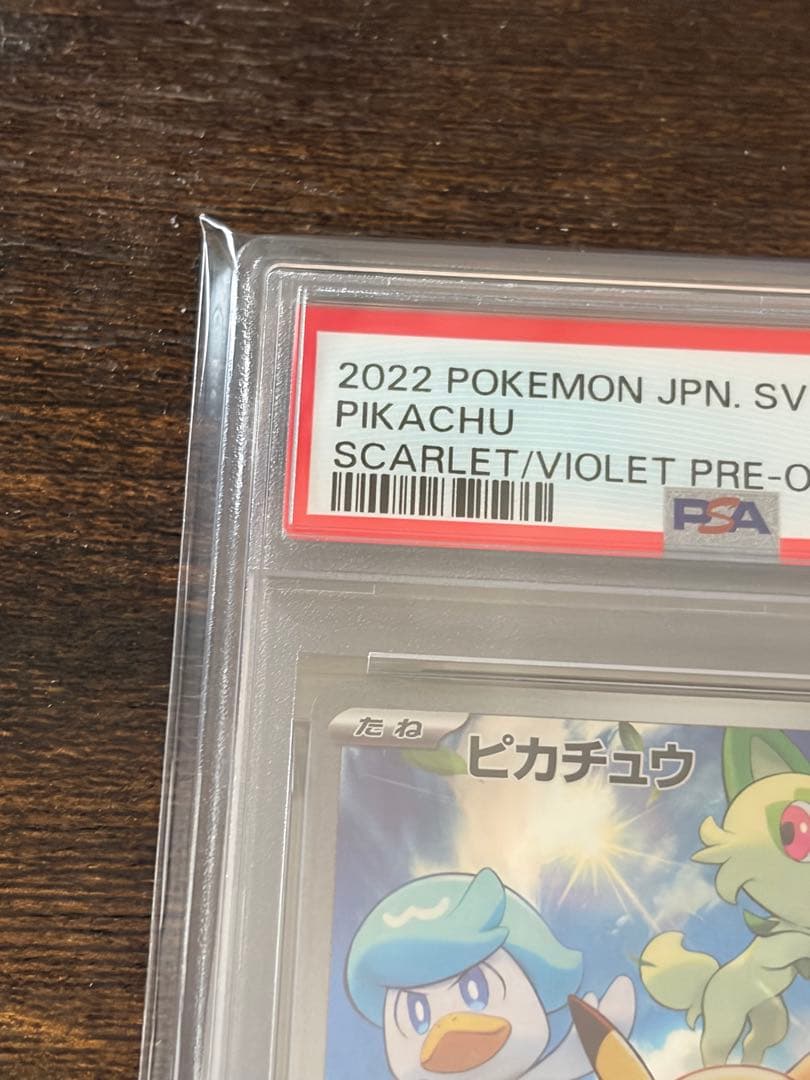 2022 POKEMON JPN. SV
PIKACHU
SCARLET/VIOLET PRE-O
PSA
たね
ピカチュウ